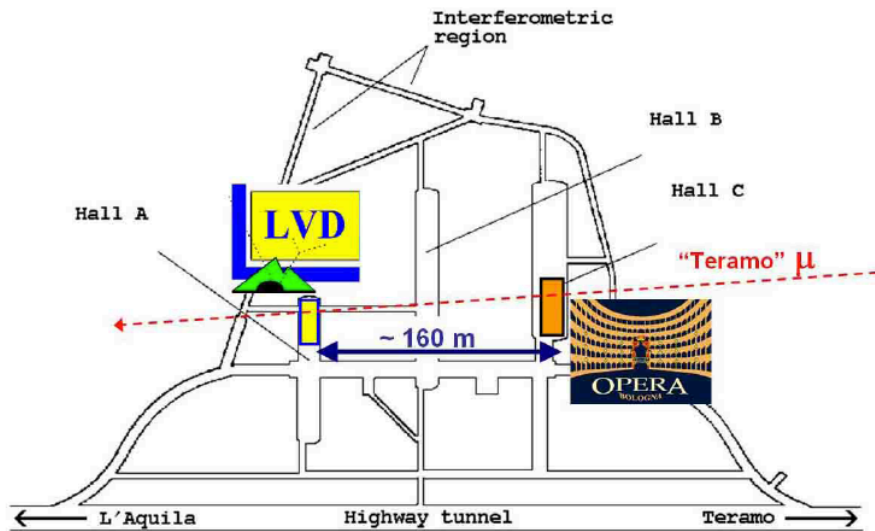 Interferometric
region
Hall B
Hall C
Hall A
LVD
“Teramo” μ
~ 160 m
OPERA
BOLOGNA
L'Aquila
Highway tunnel
Teramo